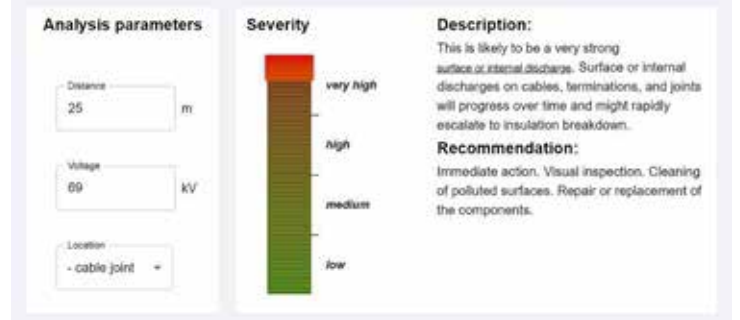 Analysis parameters
Distance
25 m
Voltage
69 kV
Location
- cable joint
Severity
very high
high
medium
low
Description:
This is likely to be a very strong
surface or internal discharge. Surface or internal
discharges on cables, terminations, and joints
will progress over time and might rapidly
escalate to insulation breakdown.
Recommendation:
Immediate action. Visual inspection. Cleaning
of polluted surfaces. Repair or replacement of
the components.